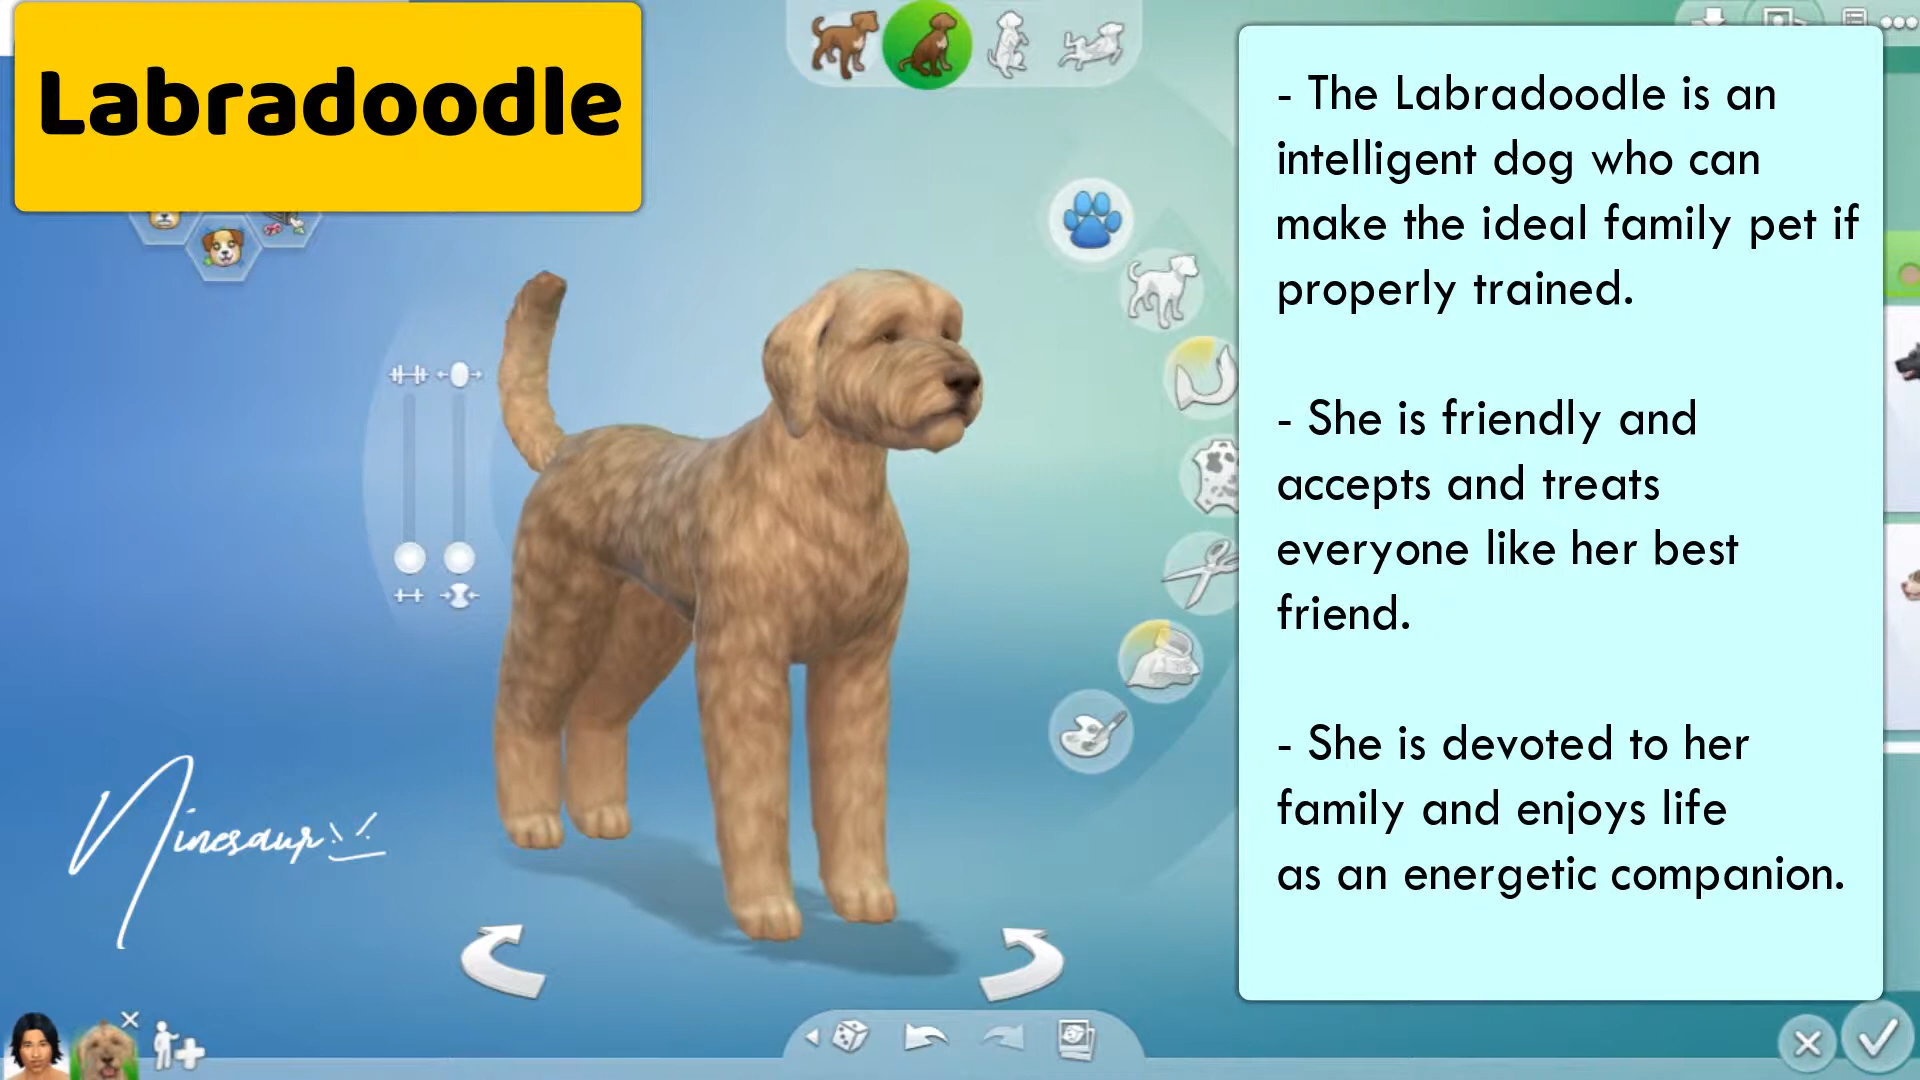 Labradoodle
- The Labradoodle is an
intelligent dog who can
make the ideal family pet if
properly trained.
- She is friendly and
accepts and treats
everyone like her best
friend.
- She is devoted to her
family and enjoys life
as an energetic companion.
Ninesaur